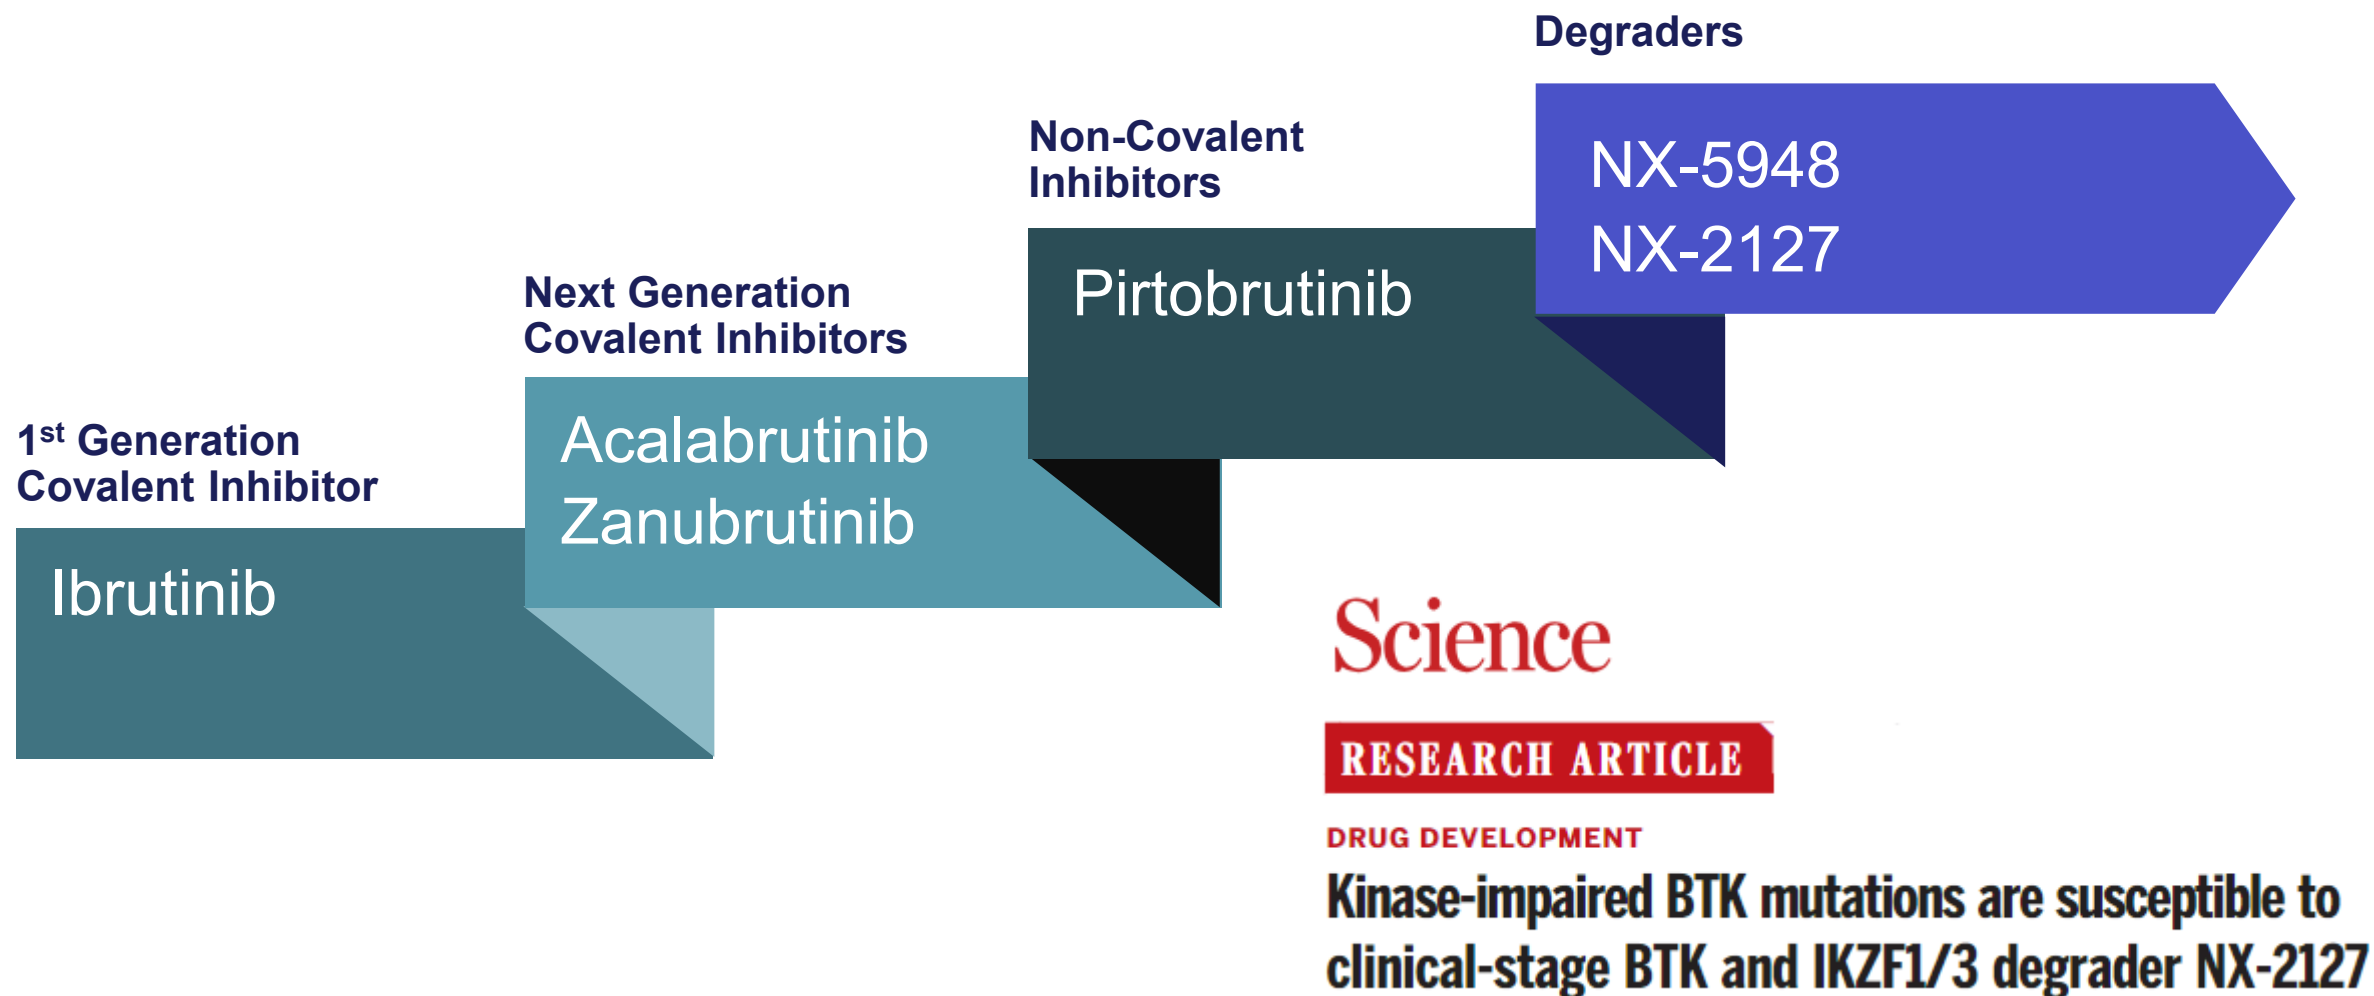 1st Generation
Covalent Inhibitor
Ibrutinib
Next Generation
Covalent Inhibitors
Acalabrutinib
Zanubrutinib
Non-Covalent
Inhibitors
Pirtobrutinib
Degraders
NX-5948
NX-2127
Science
RESEARCH ARTICLE
DRUG DEVELOPMENT
Kinase-impaired BTK mutations are susceptible to
clinical-stage BTK and IKZF1/3 degrader NX-2127